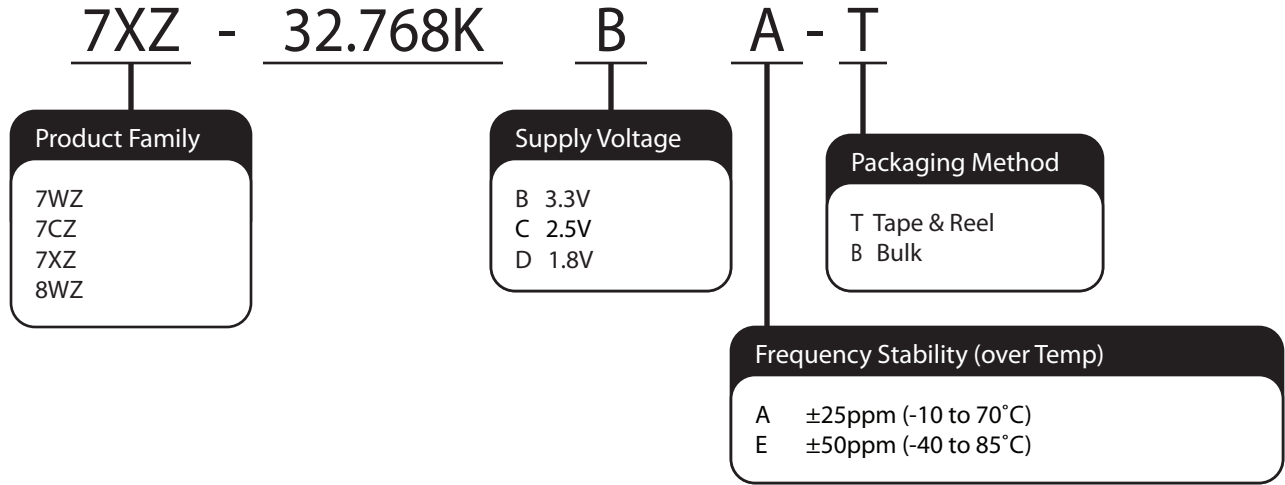 7XZ - 32.768K B A - T
Product Family
7WZ
7CZ
7XZ
8WZ
Supply Voltage
B 3.3V
C 2.5V
D 1.8V
Packaging Method
T Tape & Reel
B Bulk
Frequency Stability (over Temp)
A ±25ppm (-10 to 70˚C)
E ±50ppm (-40 to 85˚C)